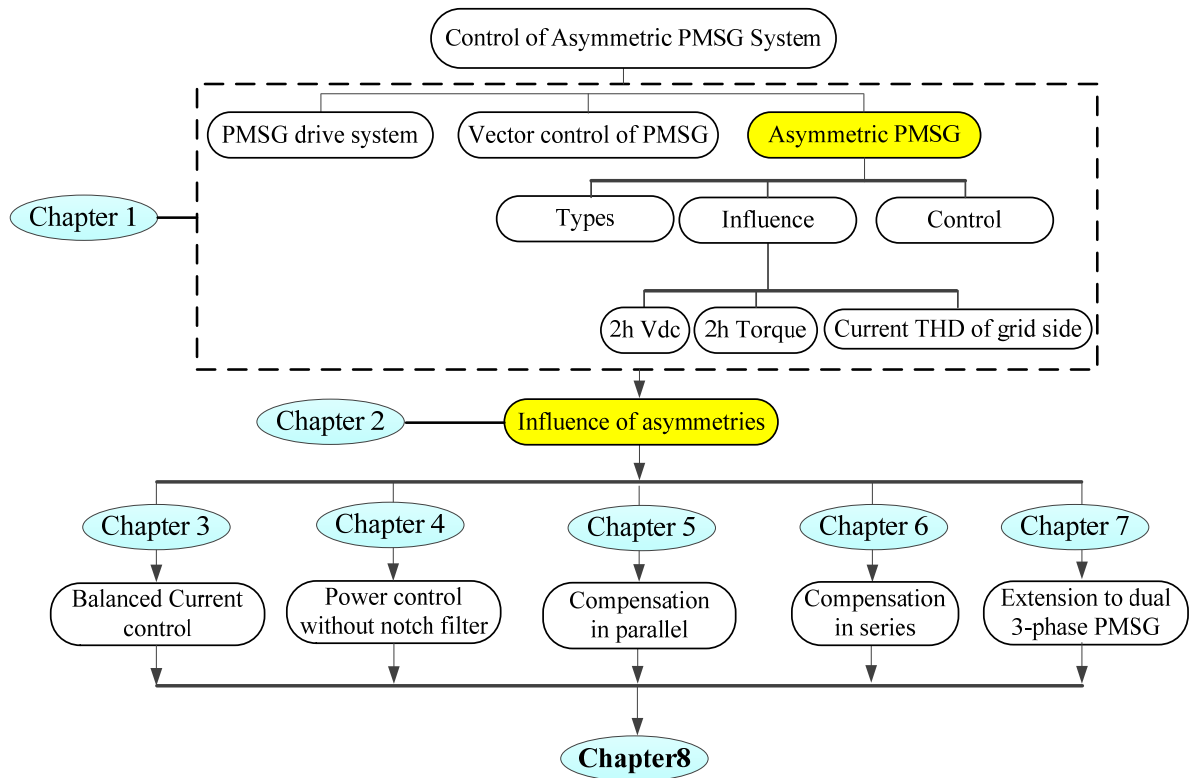 Control of Asymmetric PMSG System
PMSG drive system
Vector control of PMSG
Asymmetric PMSG
Chapter 1
Types
Influence
Control
2h Vdc
2h Torque
Current THD of grid side
Chapter 2
Influence of asymmetries
Chapter 3
Chapter 4
Chapter 5
Chapter 6
Chapter 7
Balanced Current
control
Power control
without notch filter
Compensation
in parallel
Compensation
in series
Extension to dual
3-phase PMSG
Chapter8